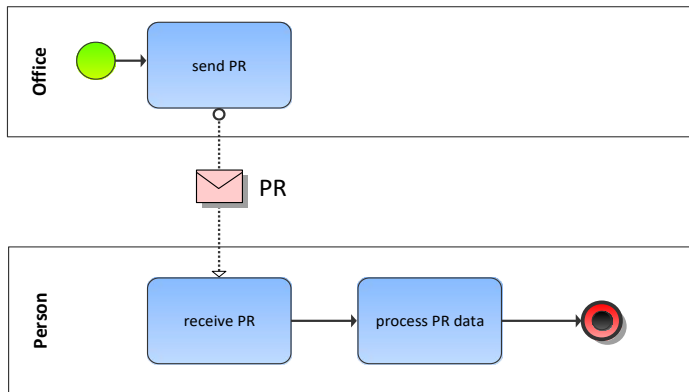 Office
send PR
PR
Person
receive PR
process PR data